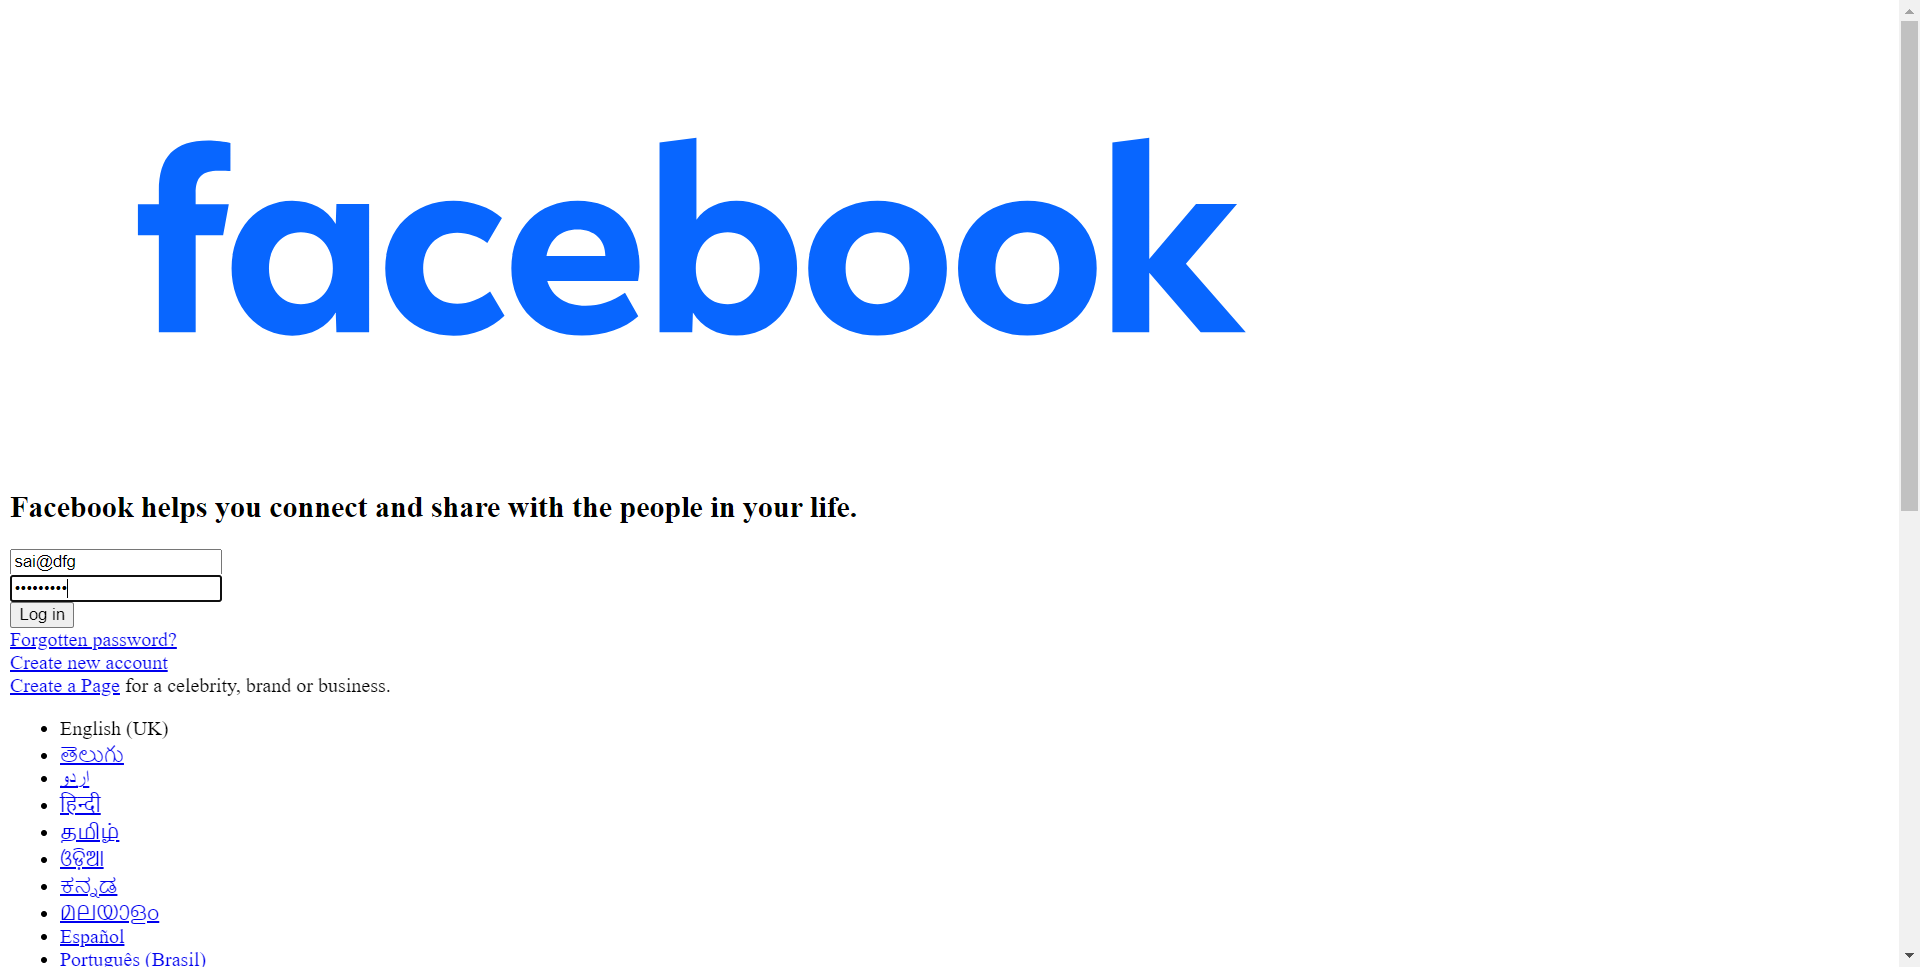 facebook
Facebook helps you connect and share with the people in your life.
sai@dfg
•••••••••
Log in
Forgotten password?
Create new account
Create a Page for a celebrity, brand or business.
English (UK)
తెలుగు
اردو
हिन्दी
தமிழ்
ଓଡ଼ିଆ
ಕನ್ನಡ
മലയാളം
Español
Português (Brasil)